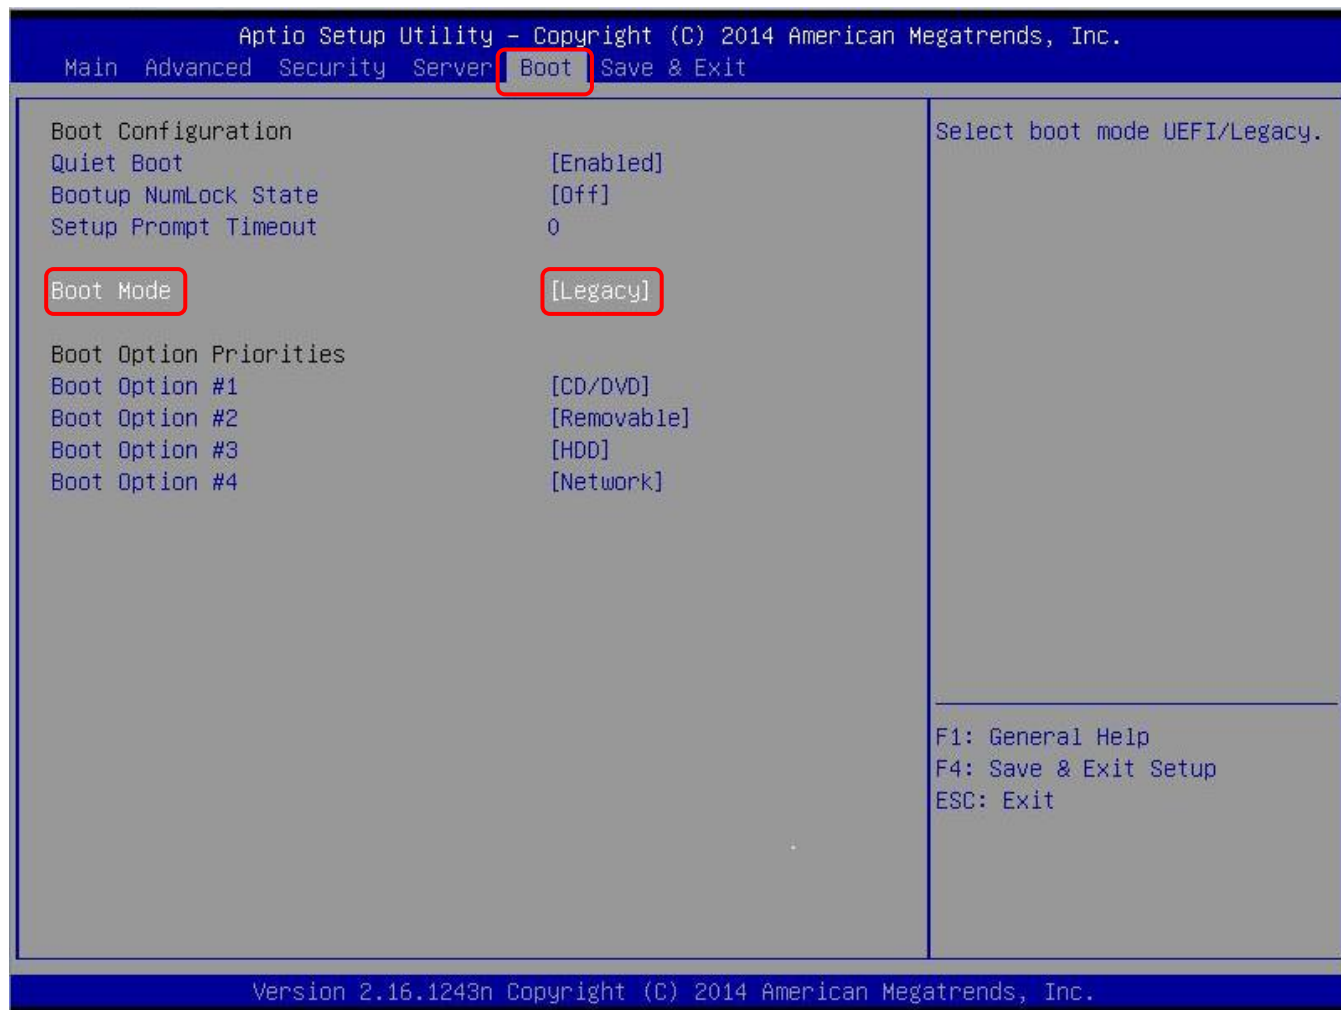 Aptio Setup Utility – Copyright (C) 2014 American Megatrends, Inc.
Main Advanced Security Server Boot Save & Exit
Boot Configuration
Quiet Boot [Enabled]
Bootup NumLock State [Off]
Setup Prompt Timeout 0
Boot Mode [Legacy]
Boot Option Priorities
Boot Option #1 [CD/DVD]
Boot Option #2 [Removable]
Boot Option #3 [HDD]
Boot Option #4 [Network]
Select boot mode UEFI/Legacy.
F1: General Help
F4: Save & Exit Setup
ESC: Exit
Version 2.16.1243n Copyright (C) 2014 American Megatrends, Inc.